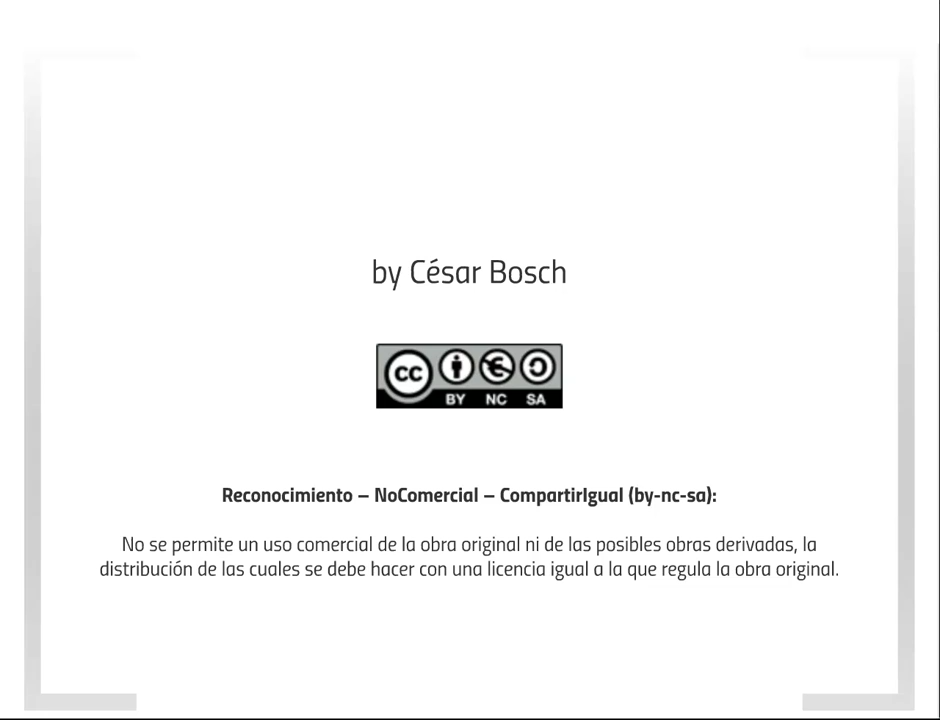 by César Bosch
cc
BY NC SA
Reconocimiento – NoComercial – CompartirIgual (by-nc-sa):
No se permite un uso comercial de la obra original ni de las posibles obras derivadas, la
distribución de las cuales se debe hacer con una licencia igual a la que regula la obra original.